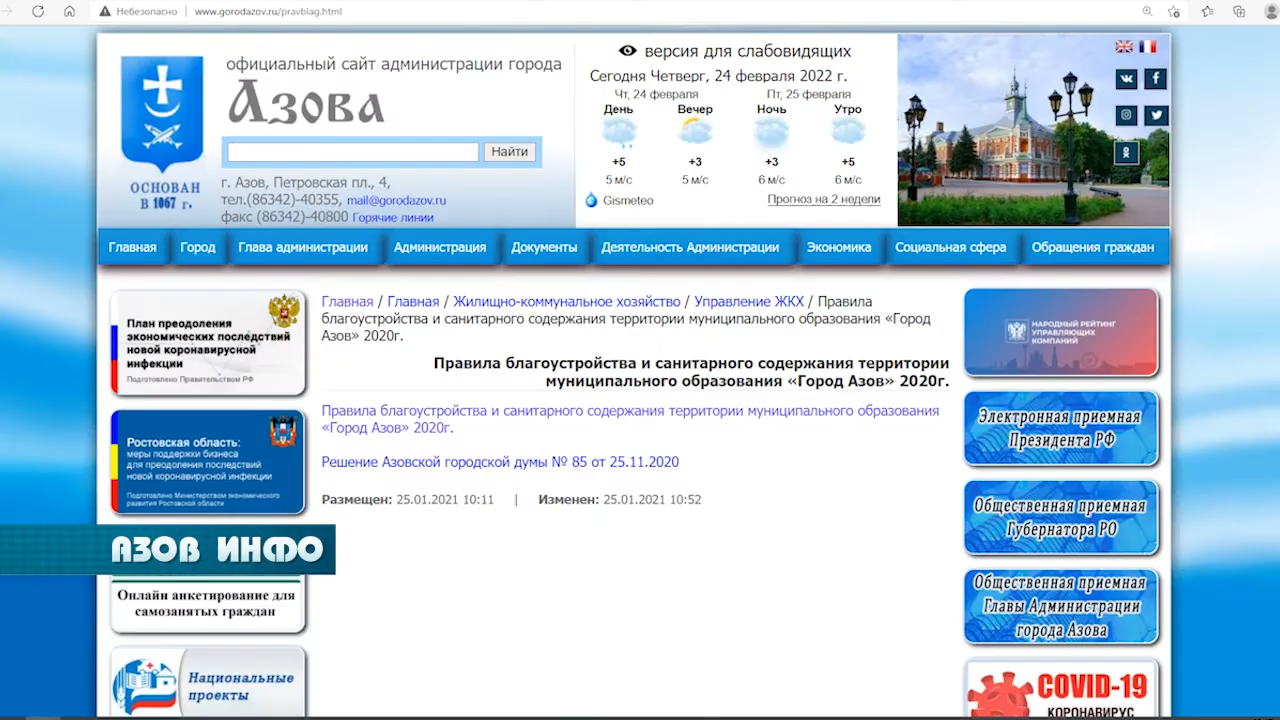 Небезопасно
www.gorodazov.ru/pravblag.html
официальный сайт администрации города
Азова
Найти
ОСНОВАН
В 1067 г.
г. Азов, Петровская пл., 4,
тел.(86342)-40355, mail@gorodazov.ru
факс (86342)-40800 Горячие линии
версия для слабовидящих
Сегодня Четверг, 24 февраля 2022 г.
Чт, 24 февраля Пт, 25 февраля
День Вечер Ночь Утро
+5 +3 +3 +5
5 м/с 5 м/с 6 м/с 6 м/с
Gismeteo Прогноз на 2 недели
Главная Город Глава администрации Администрация Документы Деятельность Администрации Экономика Социальная сфера Обращения граждан
План преодоления
экономических последствий
новой коронавирусной
инфекции
Подготовлено Правительством РФ
Ростовская область:
меры поддержки бизнеса
для преодоления последствий
новой коронавирусной инфекции
Подготовлено Министерством экономического
развития Ростовской области
АЗОВ ИНФО
Онлайн анкетирование для
самозанятых граждан
Национальные
проекты
Главная / Главная / Жилищно-коммунальное хозяйство / Управление ЖКХ / Правила
благоустройства и санитарного содержания территории муниципального образования «Город
Азов» 2020г.
Правила благоустройства и санитарного содержания территории
муниципального образования «Город Азов» 2020г.
Правила благоустройства и санитарного содержания территории муниципального образования
«Город Азов» 2020г.
Решение Азовской городской думы № 85 от 25.11.2020
Размещен: 25.01.2021 10:11 | Изменен: 25.01.2021 10:52
НАРОДНЫЙ РЕЙТИНГ
УПРАВЛЯЮЩИХ
КОМПАНИЙ
Электронная приемная
Президента РФ
Общественная приемная
Губернатора РО
Общественная приемная
Главы Администрации
города Азова
COVID-19
КОРОНАВИРУС